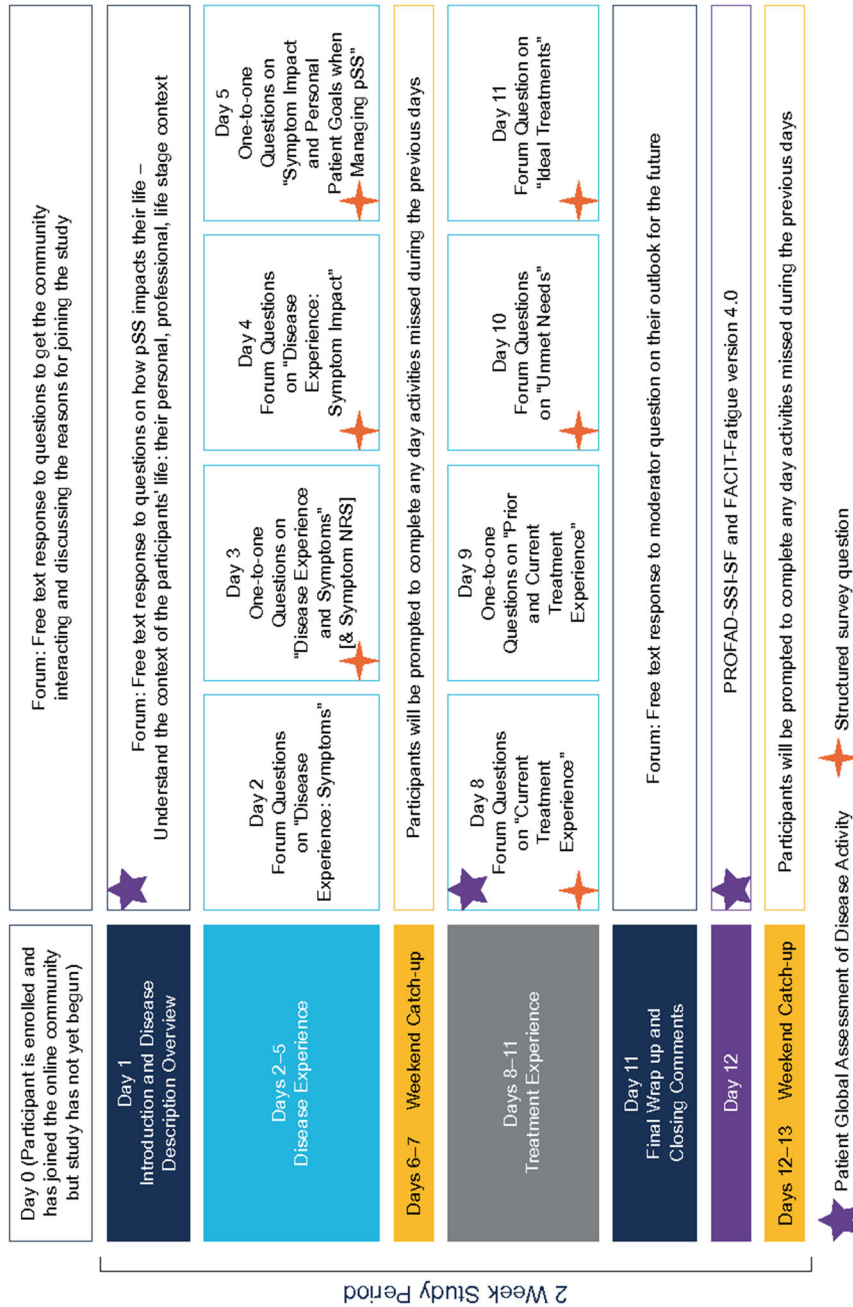 Day 0 (Participant is enrolled and
has joined the online community
but study has not yet begun)
Forum: Free text response to questions to get the community
interacting and discussing the reasons for joining the study
2 Week Study Period
Day 1
Introduction and Disease
Description Overview
Forum: Free text response to questions on how pSS impacts their life –
Understand the context of the participants' life: their personal, professional, life stage context
Days 2–5
Disease Experience
Day 2
Forum Questions
on "Disease
Experience: Symptoms"
Day 3
One-to-one
Questions on
"Disease Experience
and Symptoms"
[& Symptom NRS]
Day 4
Forum Questions
on "Disease
Experience:
Symptom Impact"
Day 5
One-to-one
Questions on
"Symptom Impact
and Personal
Patient Goals when
Managing pSS"
Days 6–7 Weekend Catch-up
Participants will be prompted to complete any day activities missed during the previous days
Days 8–11
Treatment Experience
Day 8
Forum Questions
on "Current
Treatment
Experience"
Day 9
One-to-one
Questions on "Prior
and Current
Treatment
Experience"
Day 10
Forum Questions
on "Unmet Needs"
Day 11
Forum Question on
"Ideal Treatments"
Day 11
Final Wrap up and
Closing Comments
Forum: Free text response to moderator question on their outlook for the future
Day 12
PROFAD-SSI-SF and FACIT-Fatigue version 4.0
Days 12–13 Weekend Catch-up
Participants will be prompted to complete any day activities missed during the previous days
Patient Global Assessment of Disease Activity
Structured survey question